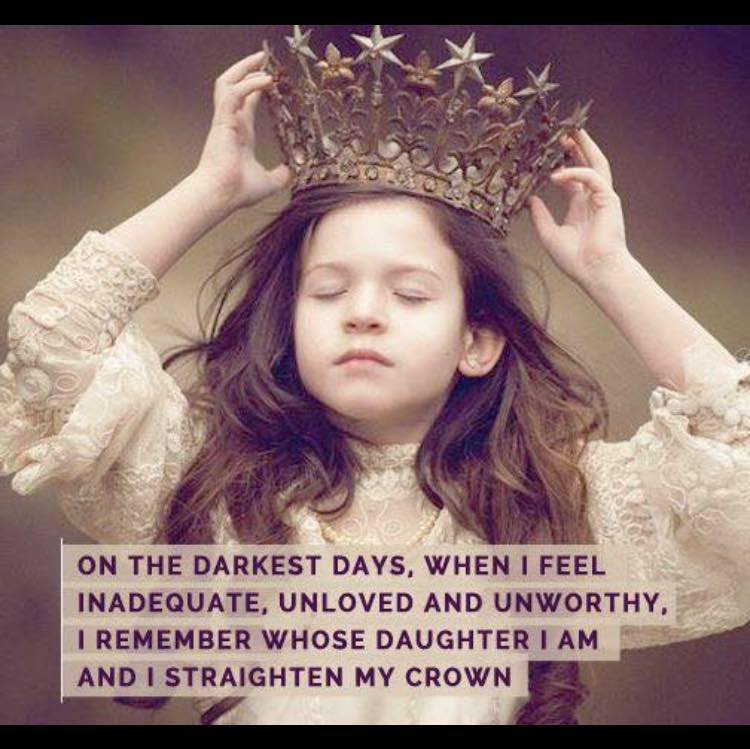 ON THE DARKEST DAYS, WHEN I FEEL
INADEQUATE, UNLOVED AND UNWORTHY,
I REMEMBER WHOSE DAUGHTER I AM
AND I STRAIGHTEN MY CROWN